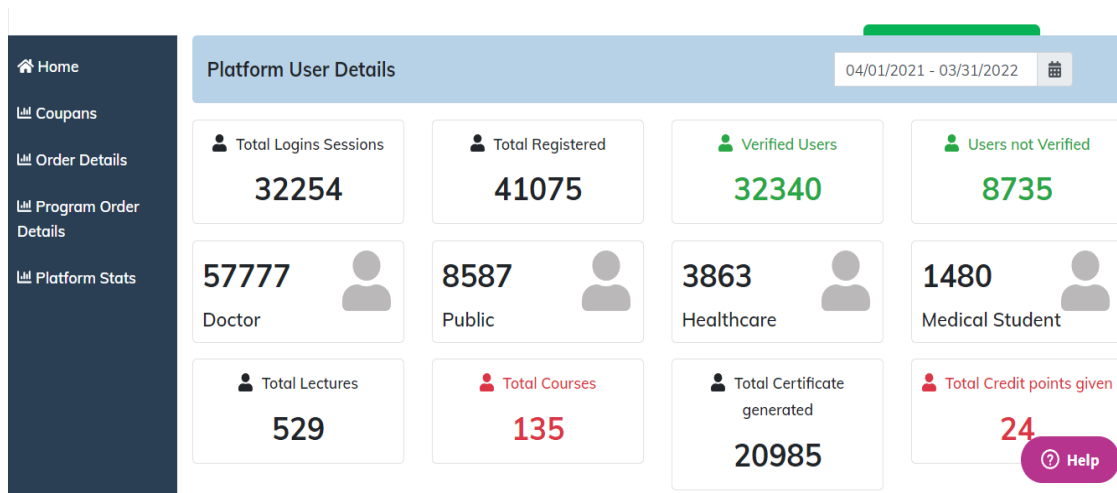 Home
Coupans
Order Details
Program Order
Details
Platform Stats
Platform User Details
04/01/2021 - 03/31/2022
Total Logins Sessions
32254
Total Registered
41075
Verified Users
32340
Users not Verified
8735
57777
Doctor
8587
Public
3863
Healthcare
1480
Medical Student
Total Lectures
529
Total Courses
135
Total Certificate
generated
20985
Total Credit points given
24
Help